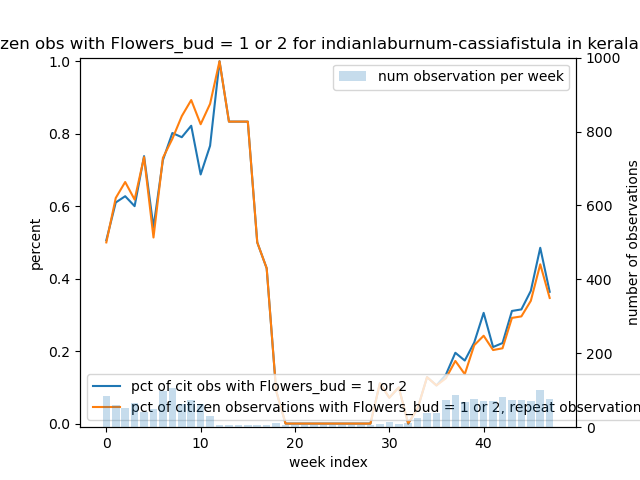 zen obs with Flowers_bud = 1 or 2 for indianlaburnum-cassiafistula in kerala
num observation per week
1.0
0.8
0.6
0.4
0.2
0.0
percent
1000
800
600
400
200
0
number of observations
pct of cit obs with Flowers_bud = 1 or 2
pct of citizen observations with Flowers_bud = 1 or 2, repeat observation
0 10 20 30 40
week index